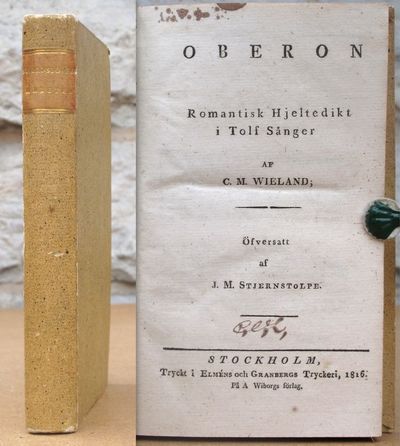 OBERON
Romantisk Hjeltedikt
i Tolf Sånger
AF
C. M. WIELAND;
Öfversatt
af
J. M. STJERNSTOLPE.
STOCKHOLM,
Tryckt i ELMÉNS och GRANBERGS Tryckeri, 1816.
På A Wiborgs förlag.